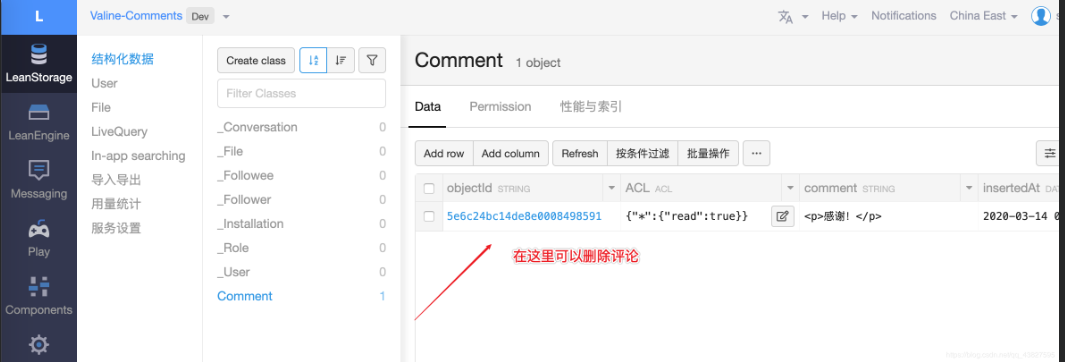 L
Valine-Comments Dev
Help
Notifications
China East
LeanStorage
LeanEngine
Messaging
Play
Components
结构化数据
User
File
LiveQuery
In-app searching
导入导出
用量统计
服务设置
Create class
Filter Classes
_Conversation 0
_File 0
_Followee 0
_Follower 0
_Installation 0
_Role 0
_User 0
Comment 1
Comment 1 object
Data Permission 性能与索引
Add row Add column Refresh 按条件过滤 批量操作 ...
objectId STRING ACL ACL comment STRING insertedAt DA
5e6c24bc14de8e0008498591 {"*":{"read":true}} <p>感谢! </p> 2020-03-14 0
在这里可以删除评论